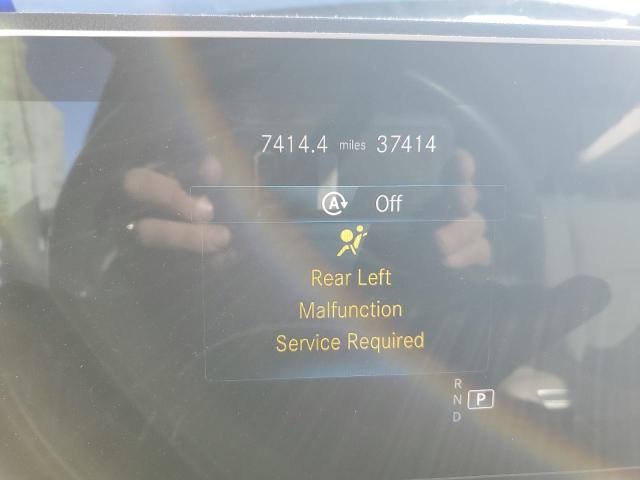 7414.4 miles 37414
A Off
Rear Left
Malfunction
Service Required
R
N P
D